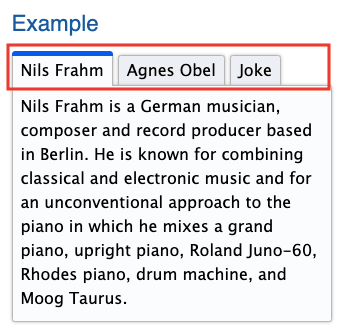 Example
Nils Frahm Agnes Obel Joke
Nils Frahm is a German musician,
composer and record producer based
in Berlin. He is known for combining
classical and electronic music and for
an unconventional approach to the
piano in which he mixes a grand
piano, upright piano, Roland Juno-60,
Rhodes piano, drum machine, and
Moog Taurus.